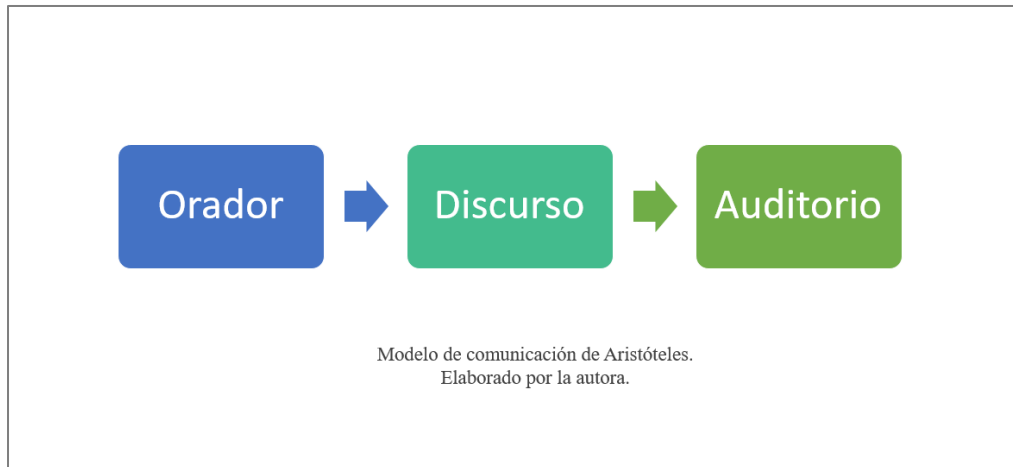 Orador
Discurso
Auditorio
Modelo de comunicación de Aristóteles.
Elaborado por la autora.